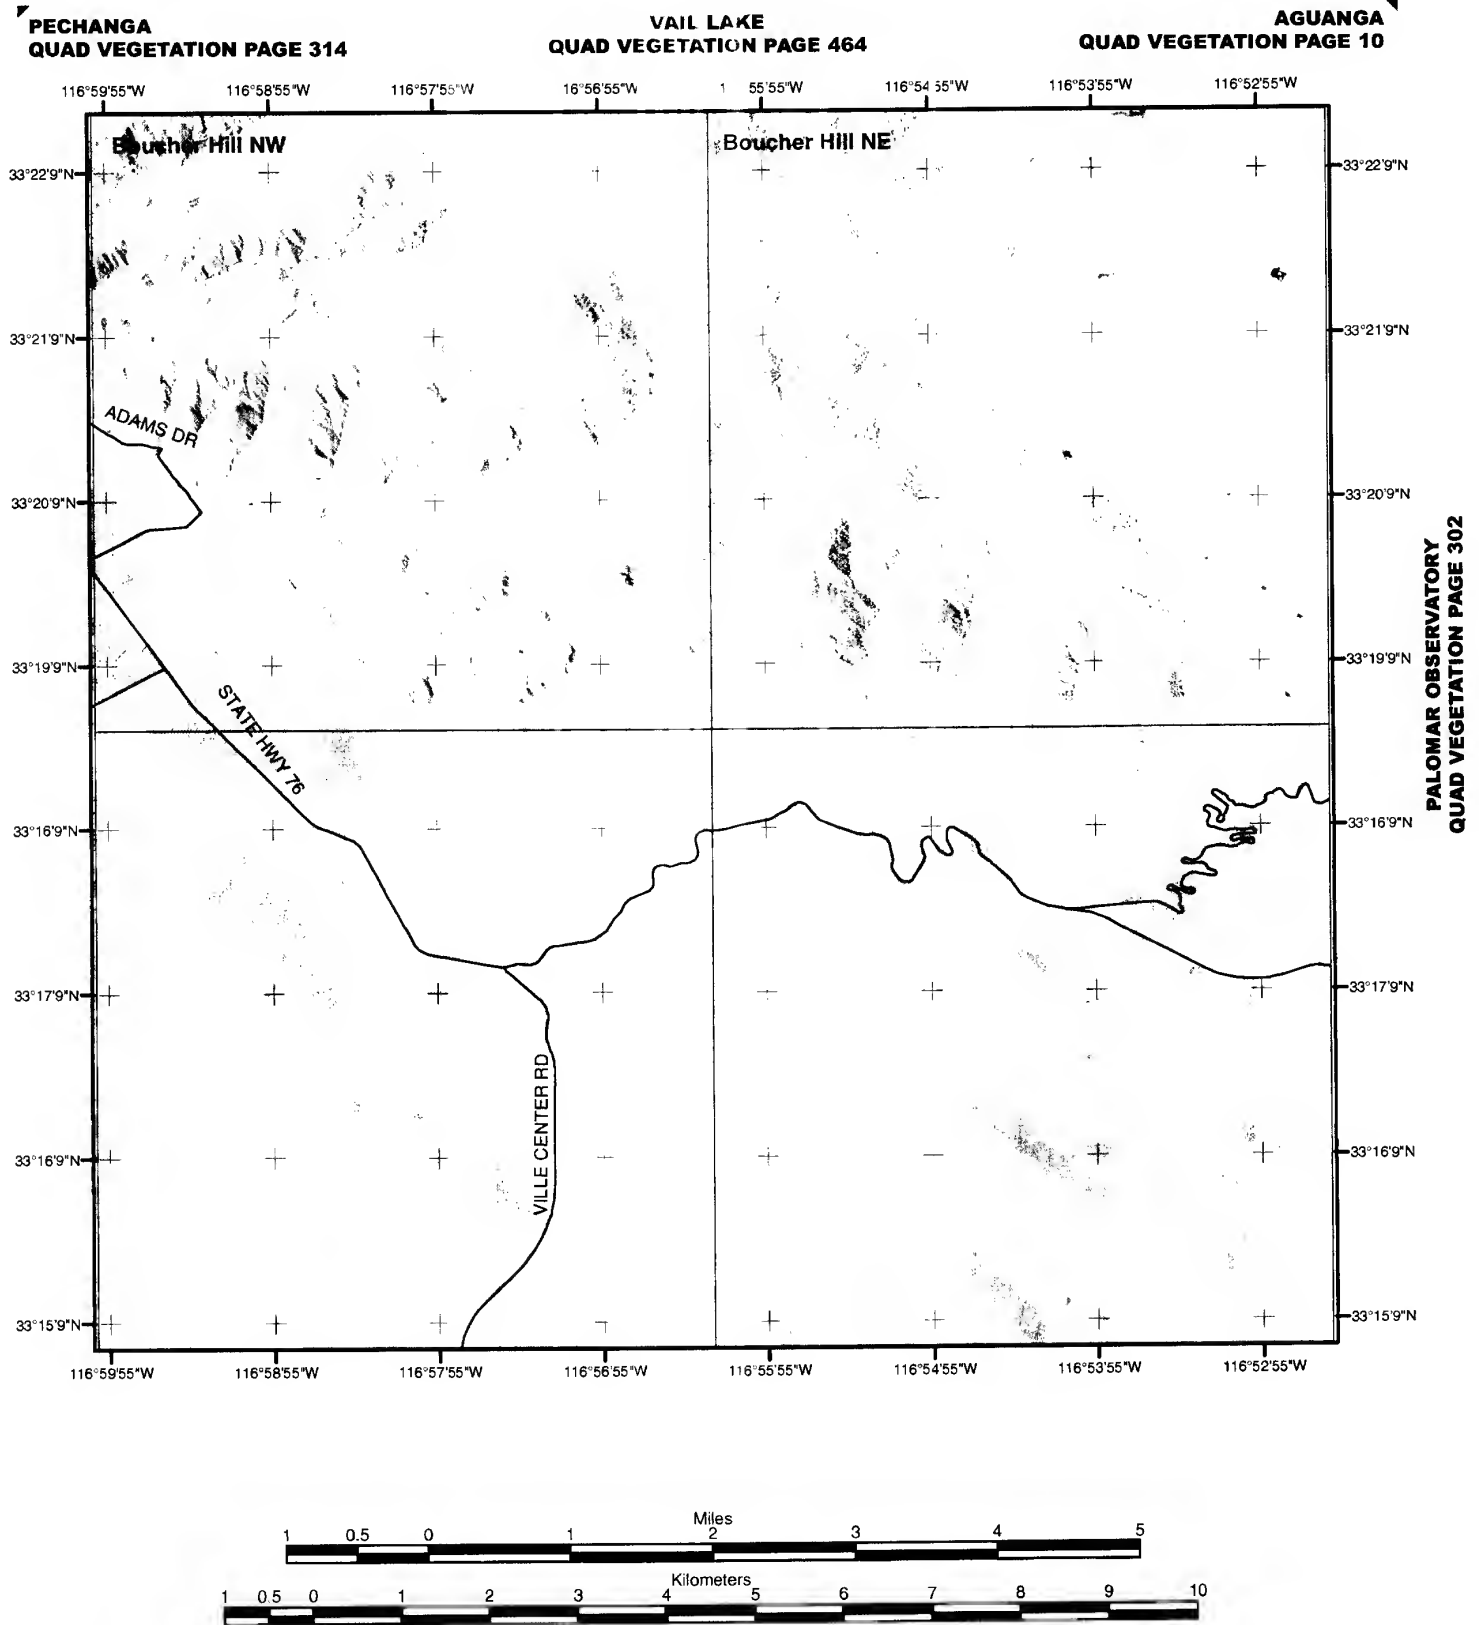 PECHANGA
QUAD VEGETATION PAGE 314
VAIL LAKE
QUAD VEGETATION PAGE 464
AGUANGA
QUAD VEGETATION PAGE 10
116°59'55"W 116°58'55"W 116°57'55"W 116°56'55"W 1 55'55"W 116°54'55"W 116°53'55"W 116°52'55"W
Boucher Hill NW
Boucher Hill NE
33°22'9"N 33°22'9"N
33°21'9"N 33°21'9"N
ADAMS DR
33°20'9"N 33°20'9"N
PALOMAR OBSERVATORY
QUAD VEGETATION PAGE 302
33°19'9"N 33°19'9"N
STATE HWY 76
33°16'9"N 33°16'9"N
33°17'9"N 33°17'9"N
VILLE CENTER RD
33°16'9"N 33°16'9"N
33°15'9"N 33°15'9"N
116°59'55"W 116°58'55"W 116°57'55"W 116°56'55"W 116°55'55"W 116°54'55"W 116°53'55"W 116°52'55"W
Miles
1 0.5 0 1 2 3 4 5
Kilometers
1 0.5 0 1 2 3 4 5 6 7 8 9 10